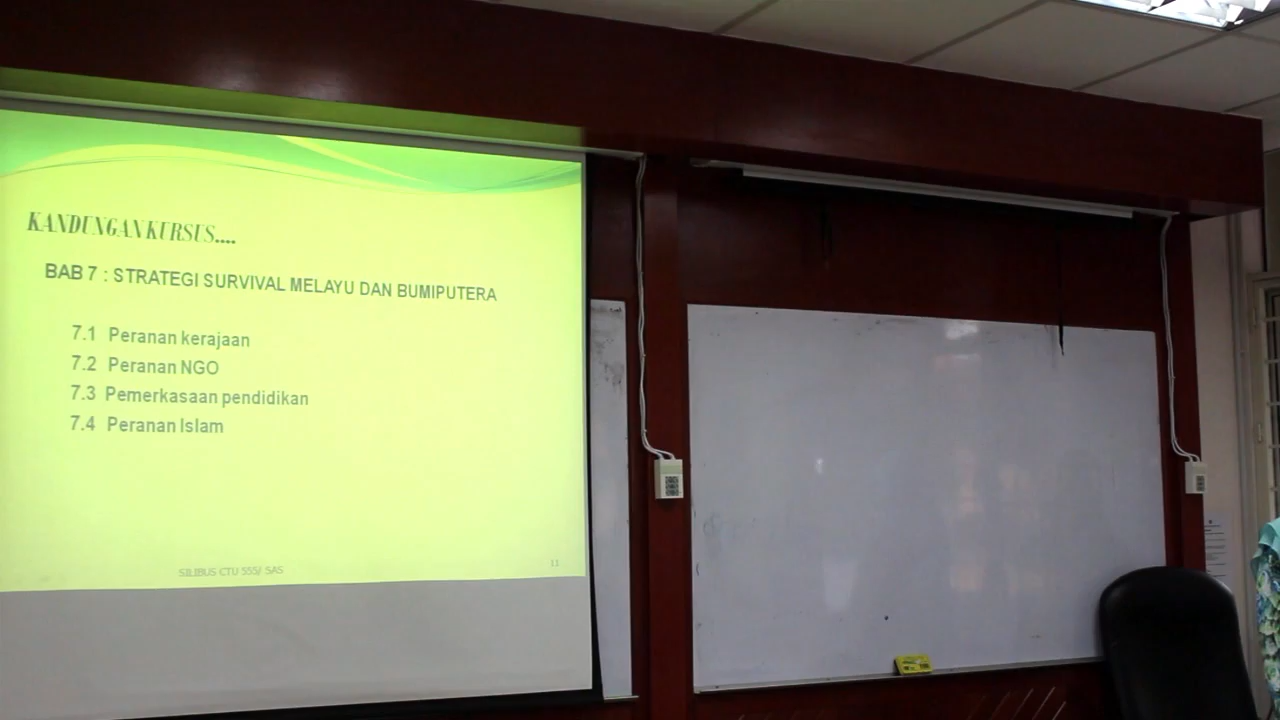 KANDUNGAN KURSUS....
BAB 7 : STRATEGI SURVIVAL MELAYU DAN BUMIPUTERA
7.1 Peranan kerajaan
7.2 Peranan NGO
7.3 Pemerkasaan pendidikan
7.4 Peranan Islam
SILIBUS CTU 555/ SAS
11